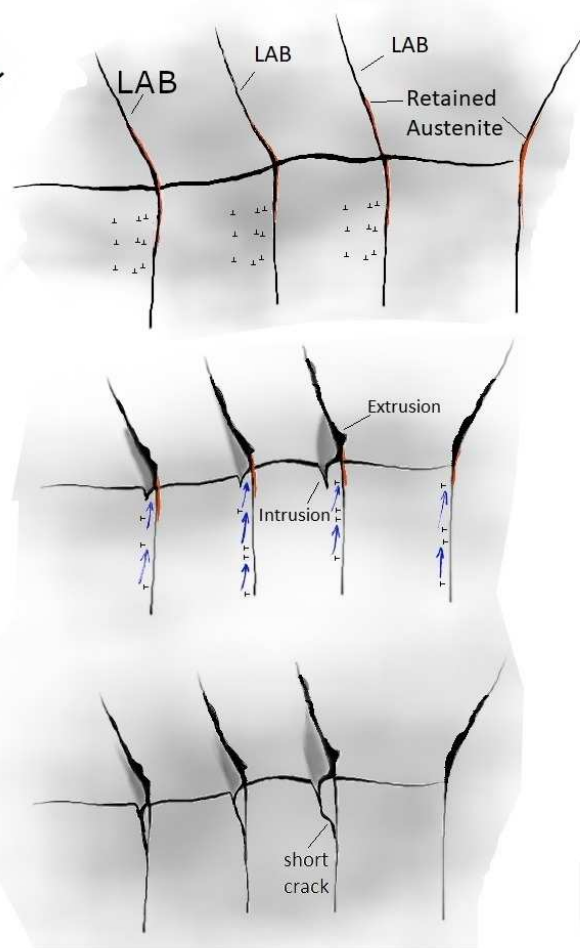 LAB
LAB
LAB
Retained
Austenite
Extrusion
Intrusion
short
crack